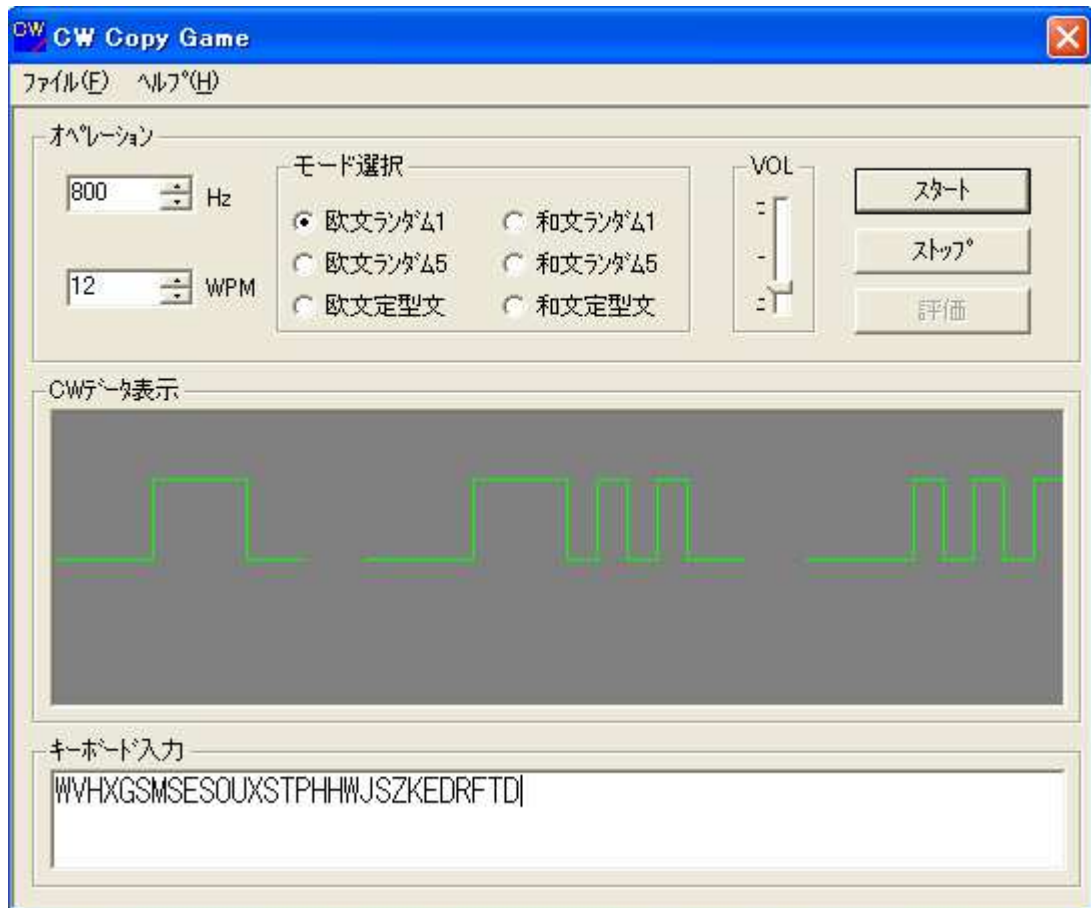 CW CW Copy Game
ファイル(F) ヘルプ(H)
オペレーション
800 Hz
12 WPM
モード選択
欧文ランダム1 和文ランダム1
欧文ランダム5 和文ランダム5
欧文定型文 和文定型文
VOL
スタート
ストップ
評価
CWデータ表示
キーボード入力
WVHXGSMSESOUXSTPHHWJSZKEDRFTD